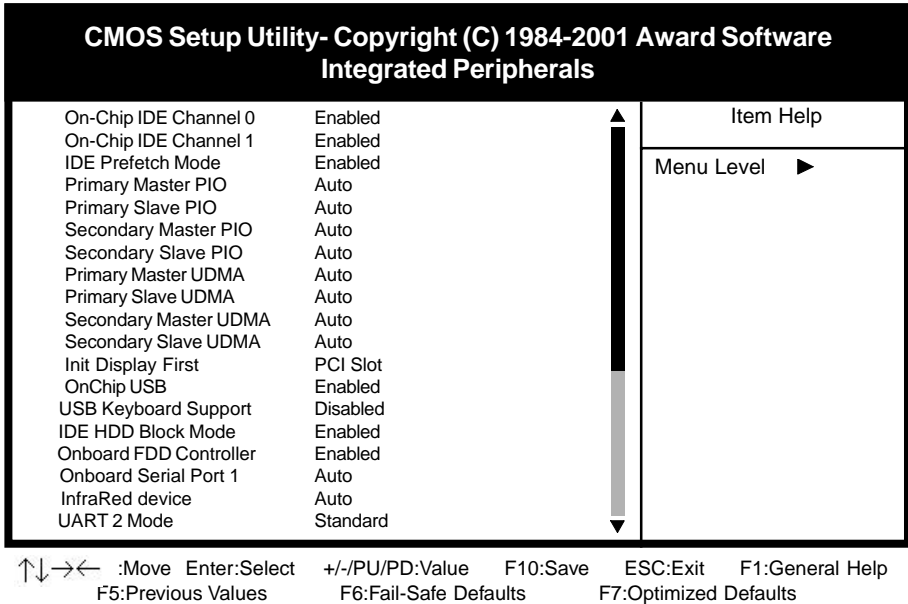 CMOS Setup Utility- Copyright (C) 1984-2001 Award Software
Integrated Peripherals
On-Chip IDE Channel 0 Enabled
On-Chip IDE Channel 1 Enabled
IDE Prefetch Mode Enabled
Primary Master PIO Auto
Primary Slave PIO Auto
Secondary Master PIO Auto
Secondary Slave PIO Auto
Primary Master UDMA Auto
Primary Slave UDMA Auto
Secondary Master UDMA Auto
Secondary Slave UDMA Auto
Init Display First PCI Slot
OnChip USB Enabled
USB Keyboard Support Disabled
IDE HDD Block Mode Enabled
Onboard FDD Controller Enabled
Onboard Serial Port 1 Auto
InfraRed device Auto
UART 2 Mode Standard
Item Help
Menu Level ►
↑↓→← :Move Enter:Select +/-/PU/PD:Value F10:Save ESC:Exit F1:General Help
F5:Previous Values F6:Fail-Safe Defaults F7:Optimized Defaults